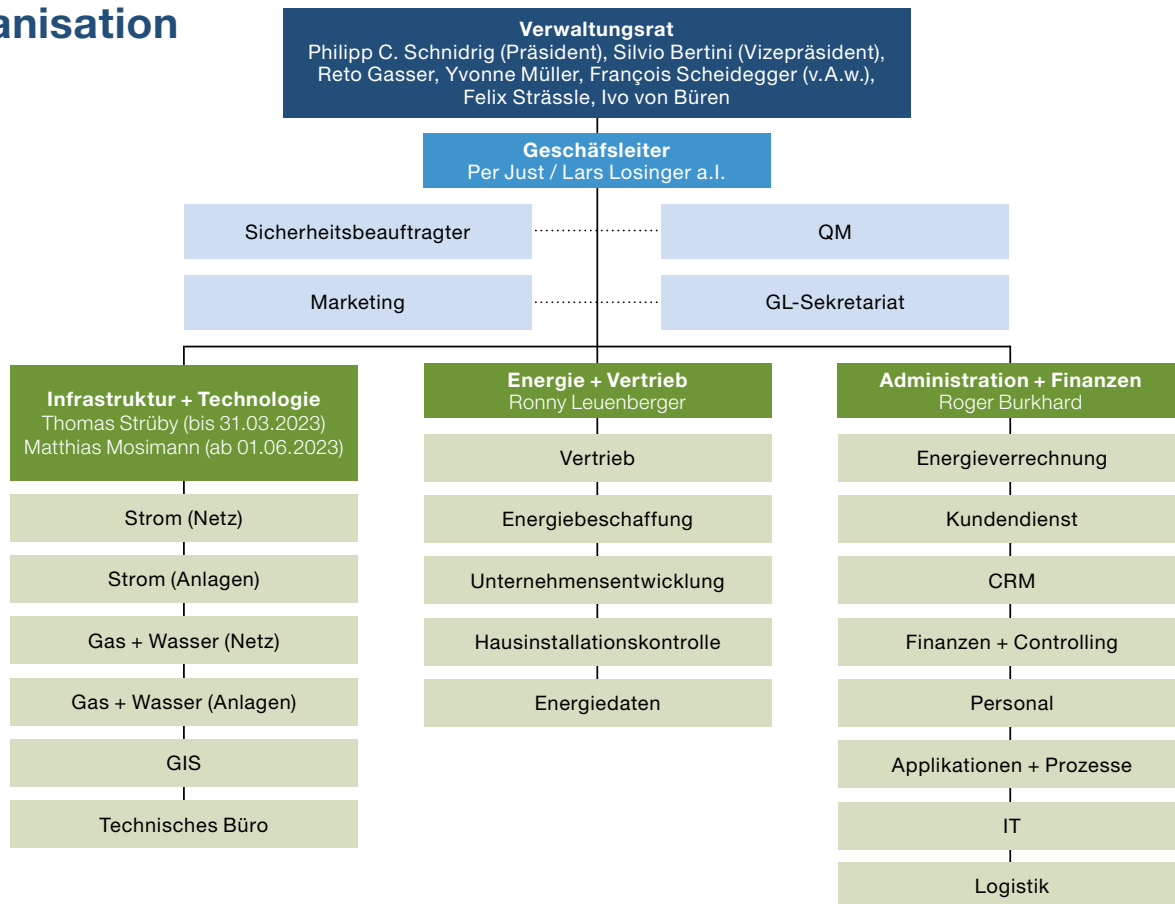 anisation
Verwaltungsrat
Philipp C. Schnidrig (Präsident), Silvio Bertini (Vizepräsident),
Reto Gasser, Yvonne Müller, François Scheidegger (v.A.w.),
Felix Strässle, Ivo von Büren
Geschäfsleiter
Per Just / Lars Losinger a.I.
Sicherheitsbeauftragter
QM
Marketing
GL-Sekretariat
Infrastruktur + Technologie
Thomas Strüby (bis 31.03.2023)
Matthias Mosimann (ab 01.06.2023)
Strom (Netz)
Strom (Anlagen)
Gas + Wasser (Netz)
Gas + Wasser (Anlagen)
GIS
Technisches Büro
Energie + Vertrieb
Ronny Leuenberger
Vertrieb
Energiebeschaffung
Unternehmensentwicklung
Hausinstallationskontrolle
Energiedaten
Administration + Finanzen
Roger Burkhard
Energieverrechnung
Kundendienst
CRM
Finanzen + Controlling
Personal
Applikationen + Prozesse
IT
Logistik